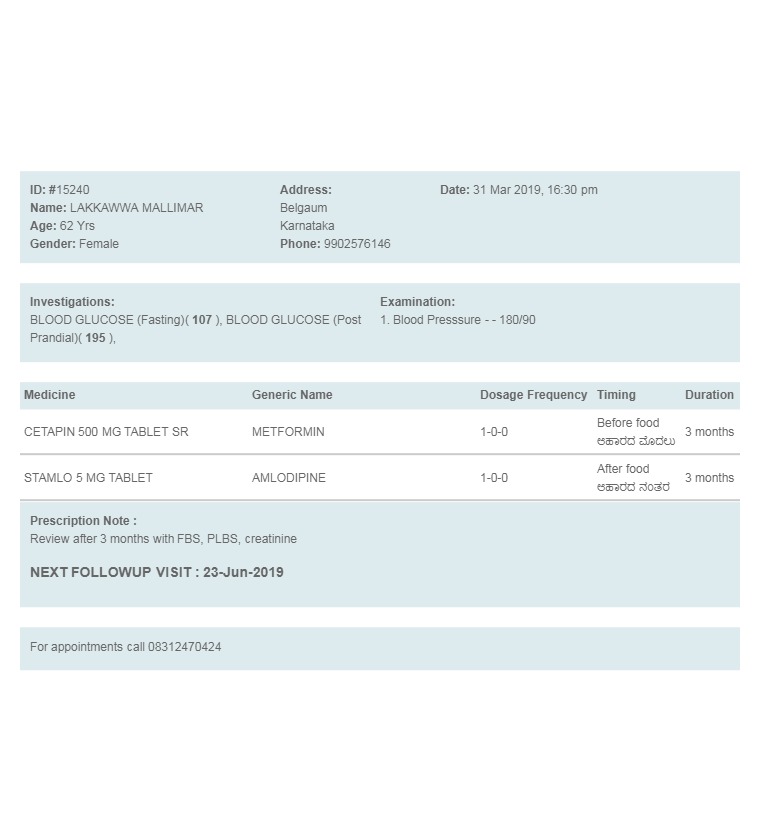 ID: #15240
Name: LAKKAWWA MALLIMAR
Age: 62 Yrs
Gender: Female
Address:
Belgaum
Karnataka
Phone: 9902576146
Date: 31 Mar 2019, 16:30 pm
Investigations:
BLOOD GLUCOSE (Fasting)( 107 ), BLOOD GLUCOSE (Post
Prandial)( 195 ),
Examination:
1. Blood Presssure - - 180/90
Medicine Generic Name Dosage Frequency Timing Duration
CETAPIN 500 MG TABLET SR METFORMIN 1-0-0 Before food 3 months
ಆಹಾರದ ಮೊದಲು
STAMLO 5 MG TABLET AMLODIPINE 1-0-0 After food 3 months
ಆಹಾರದ ನಂತರ
Prescription Note :
Review after 3 months with FBS, PLBS, creatinine
NEXT FOLLOWUP VISIT : 23-Jun-2019
For appointments call 08312470424